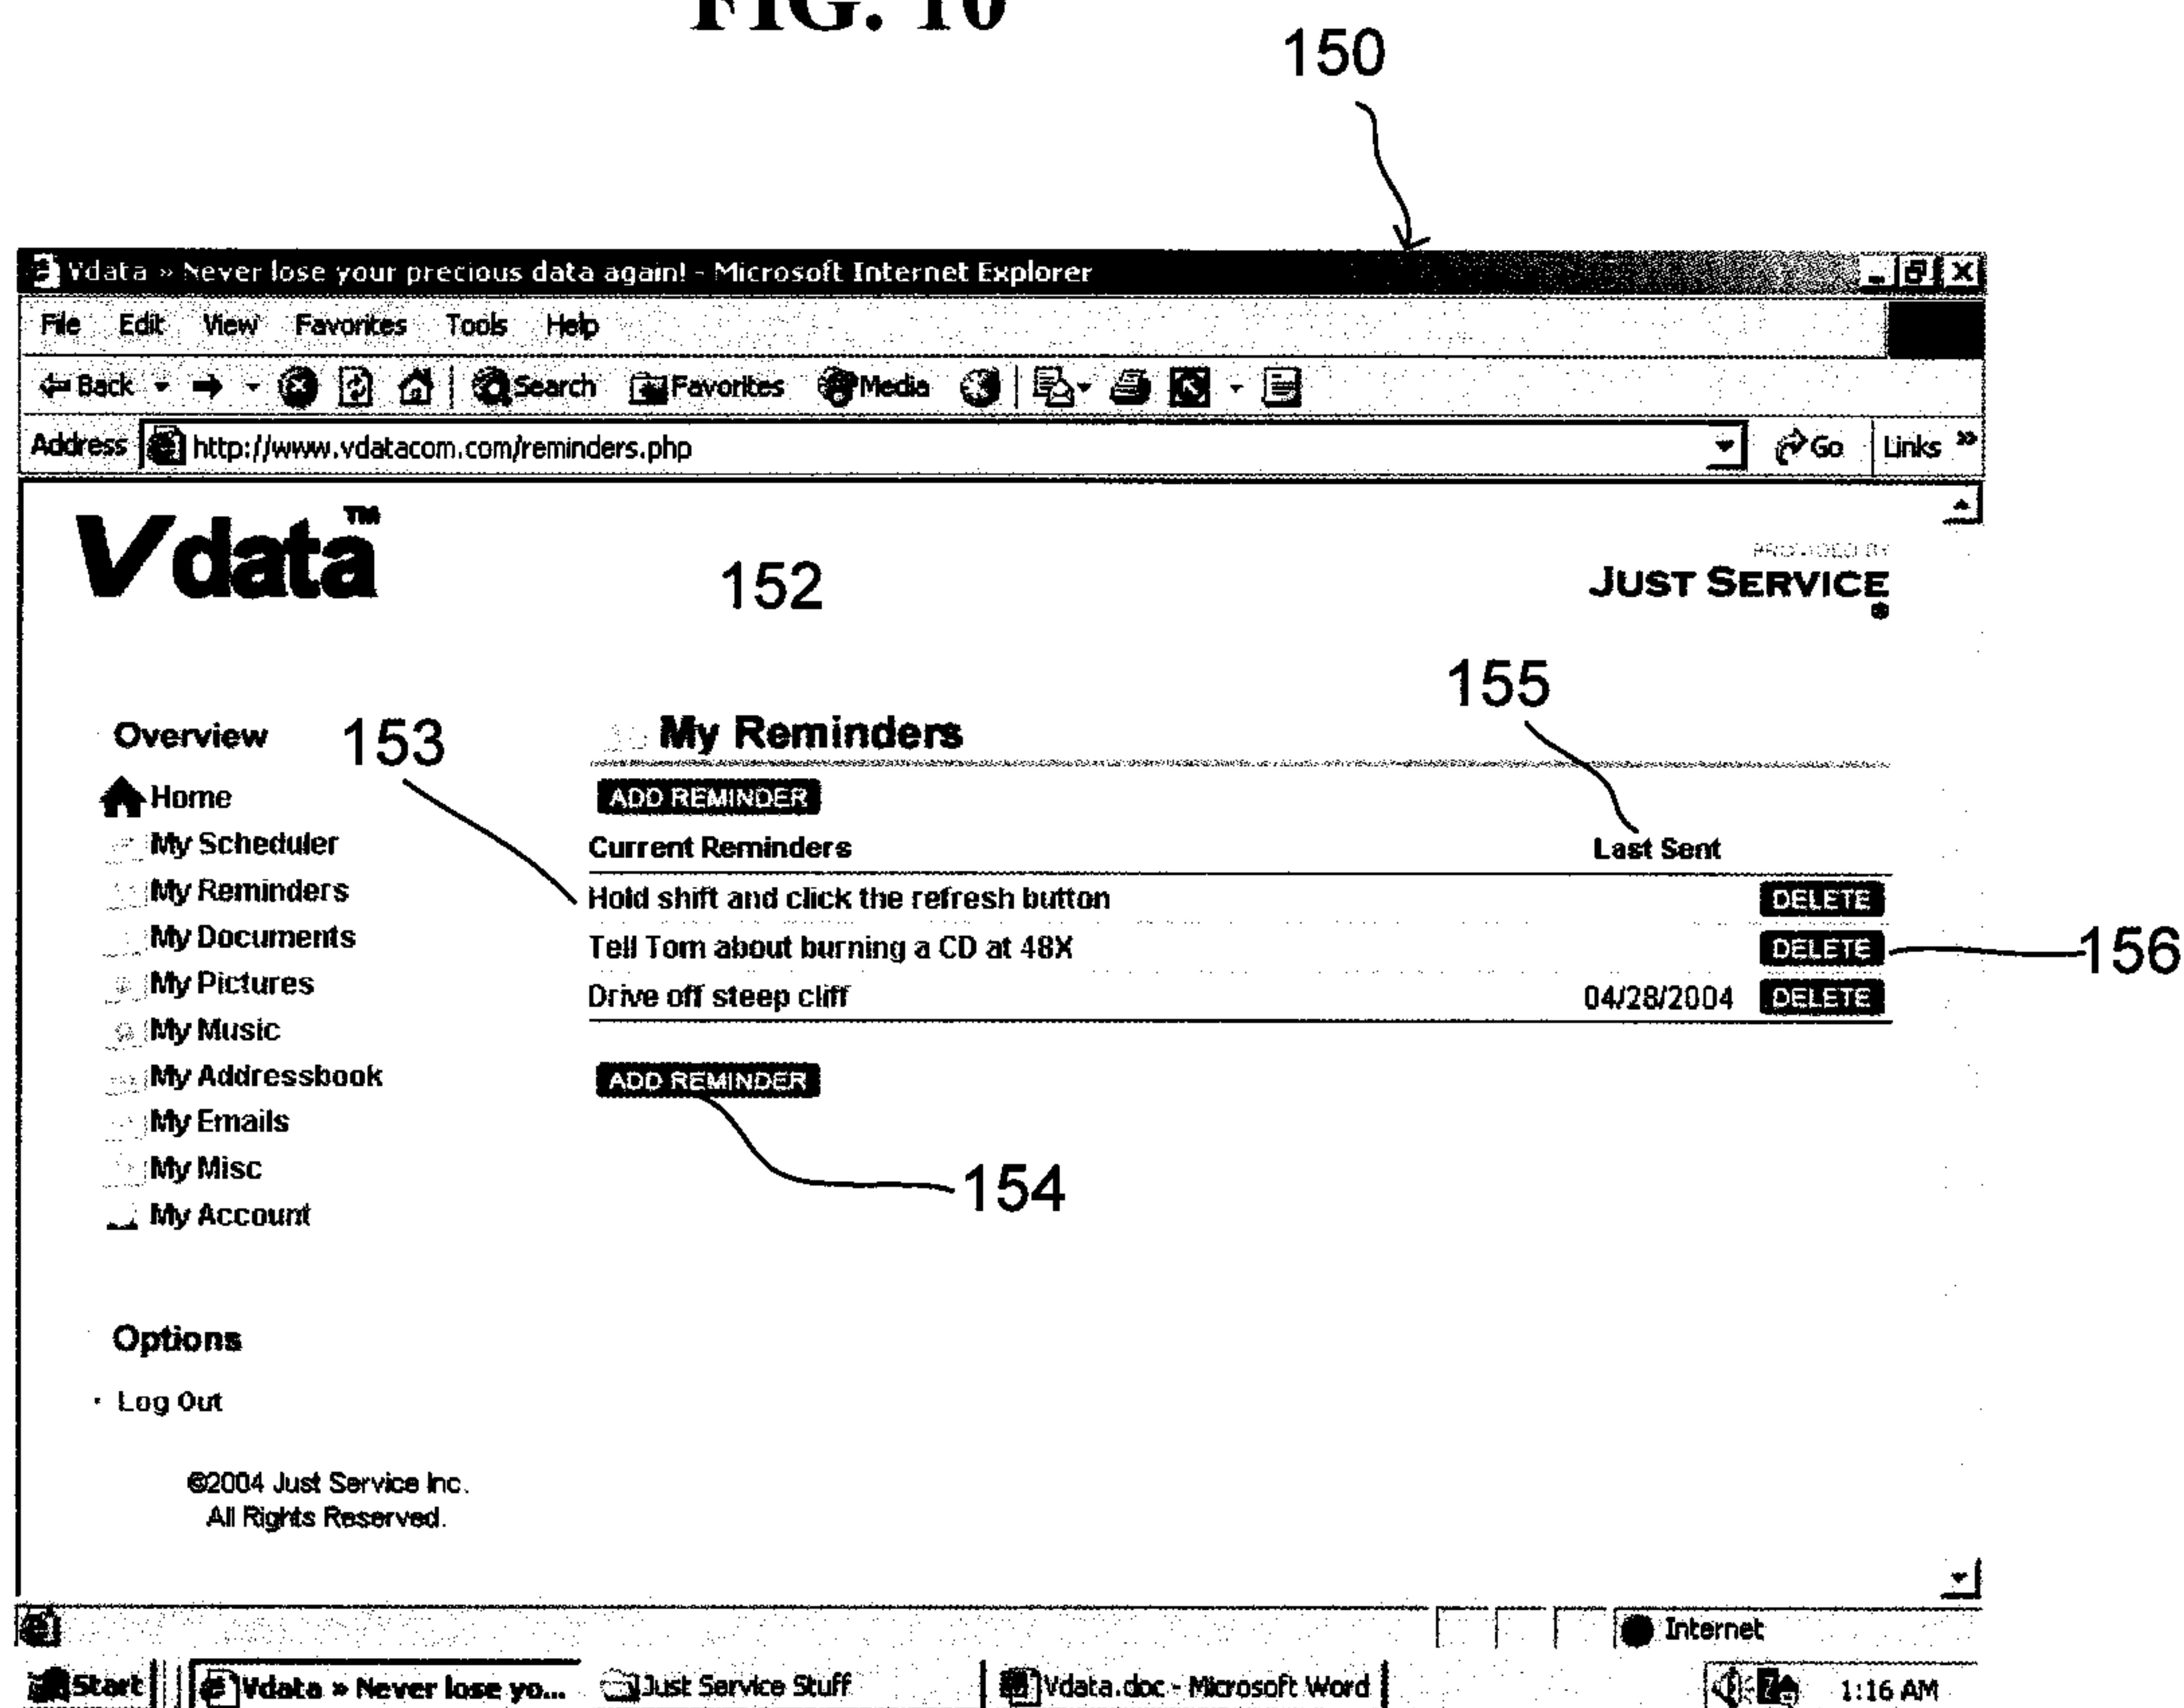 FIG. 10
150
Vdata » Never lose your precious data again! - Microsoft Internet Explorer
File Edit View Favorites Tools Help
Back Search Favorites Media
Address http://www.vdatacom.com/reminders.php Go Links »
Vdata™
152
PROVIDED BY
JUST SERVICE
®
155
Overview 153 My Reminders
Home ADD REMINDER
My Scheduler Current Reminders Last Sent
My Reminders Hold shift and click the refresh button DELETE
My Documents Tell Tom about burning a CD at 48X DELETE 156
My Pictures Drive off steep cliff 04/28/2004 DELETE
My Music
My Addressbook ADD REMINDER
My Emails
My Misc 154
My Account
Options
· Log Out
©2004 Just Service Inc.
All Rights Reserved.
Internet
Start Vdata » Never lose yo... Just Service Stuff Vdata.doc - Microsoft Word 1:16 AM